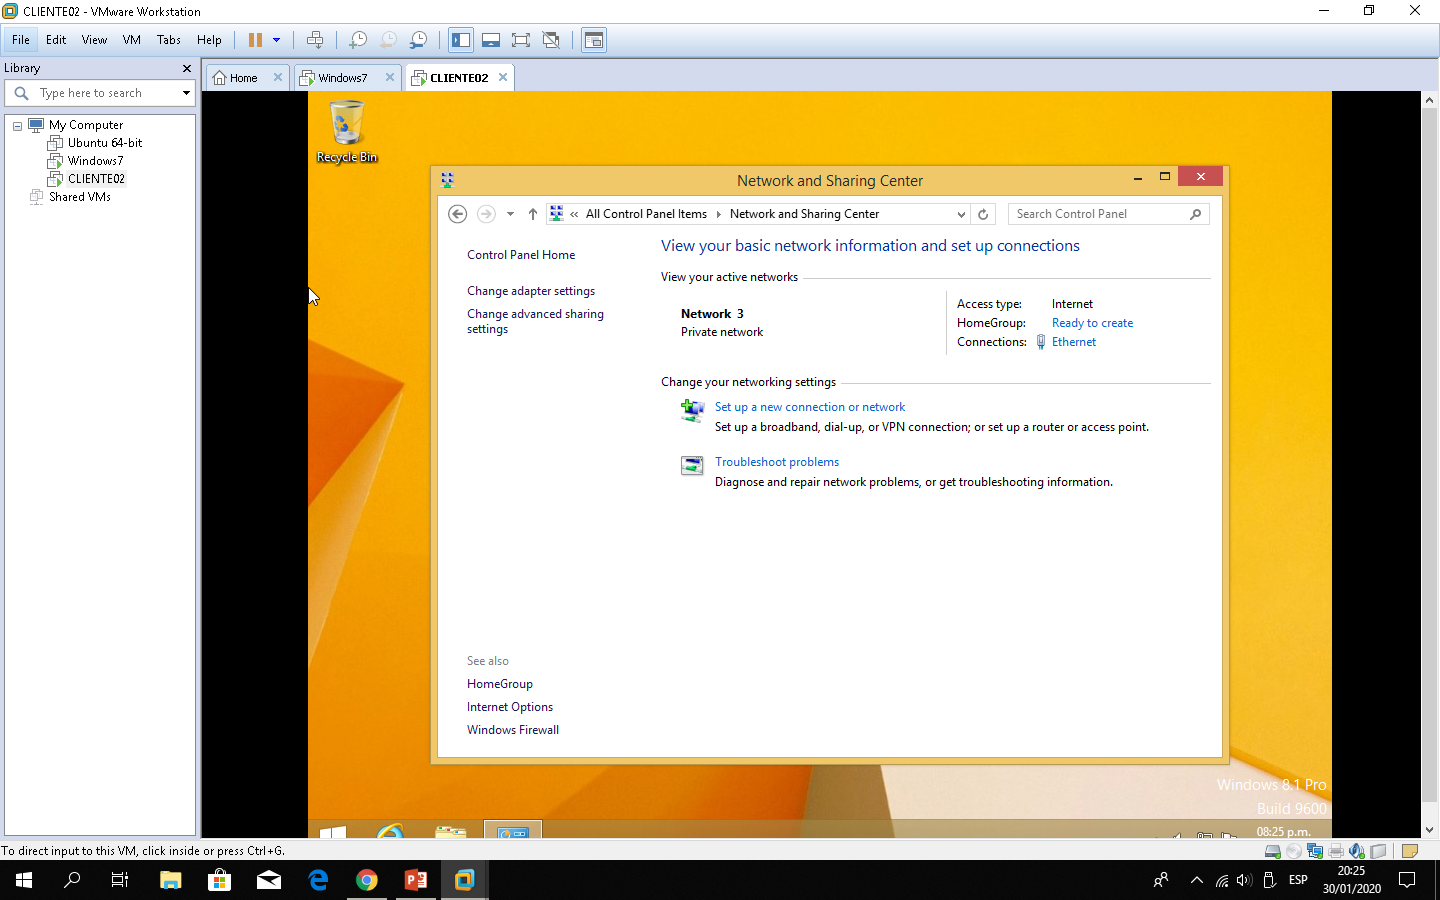 CLIENTE02 - VMware Workstation
File Edit View VM Tabs Help
Library
Type here to search
My Computer
Ubuntu 64-bit
Windows7
CLIENTE02
Shared VMs
Home
Windows7
CLIENTE02
Recycle Bin
Network and Sharing Center
« All Control Panel Items Network and Sharing Center
Search Control Panel
Control Panel Home
Change adapter settings
Change advanced sharing
settings
View your basic network information and set up connections
View your active networks
Network 3
Private network
Access type: Internet
HomeGroup: Ready to create
Connections: Ethernet
Change your networking settings
Set up a new connection or network
Set up a broadband, dial-up, or VPN connection; or set up a router or access point.
Troubleshoot problems
Diagnose and repair network problems, or get troubleshooting information.
See also
HomeGroup
Internet Options
Windows Firewall
Windows 8.1 Pro
Build 9600
08:25 p.m.
To direct input to this VM, click inside or press Ctrl+G.
ESP
20:25
30/01/2020